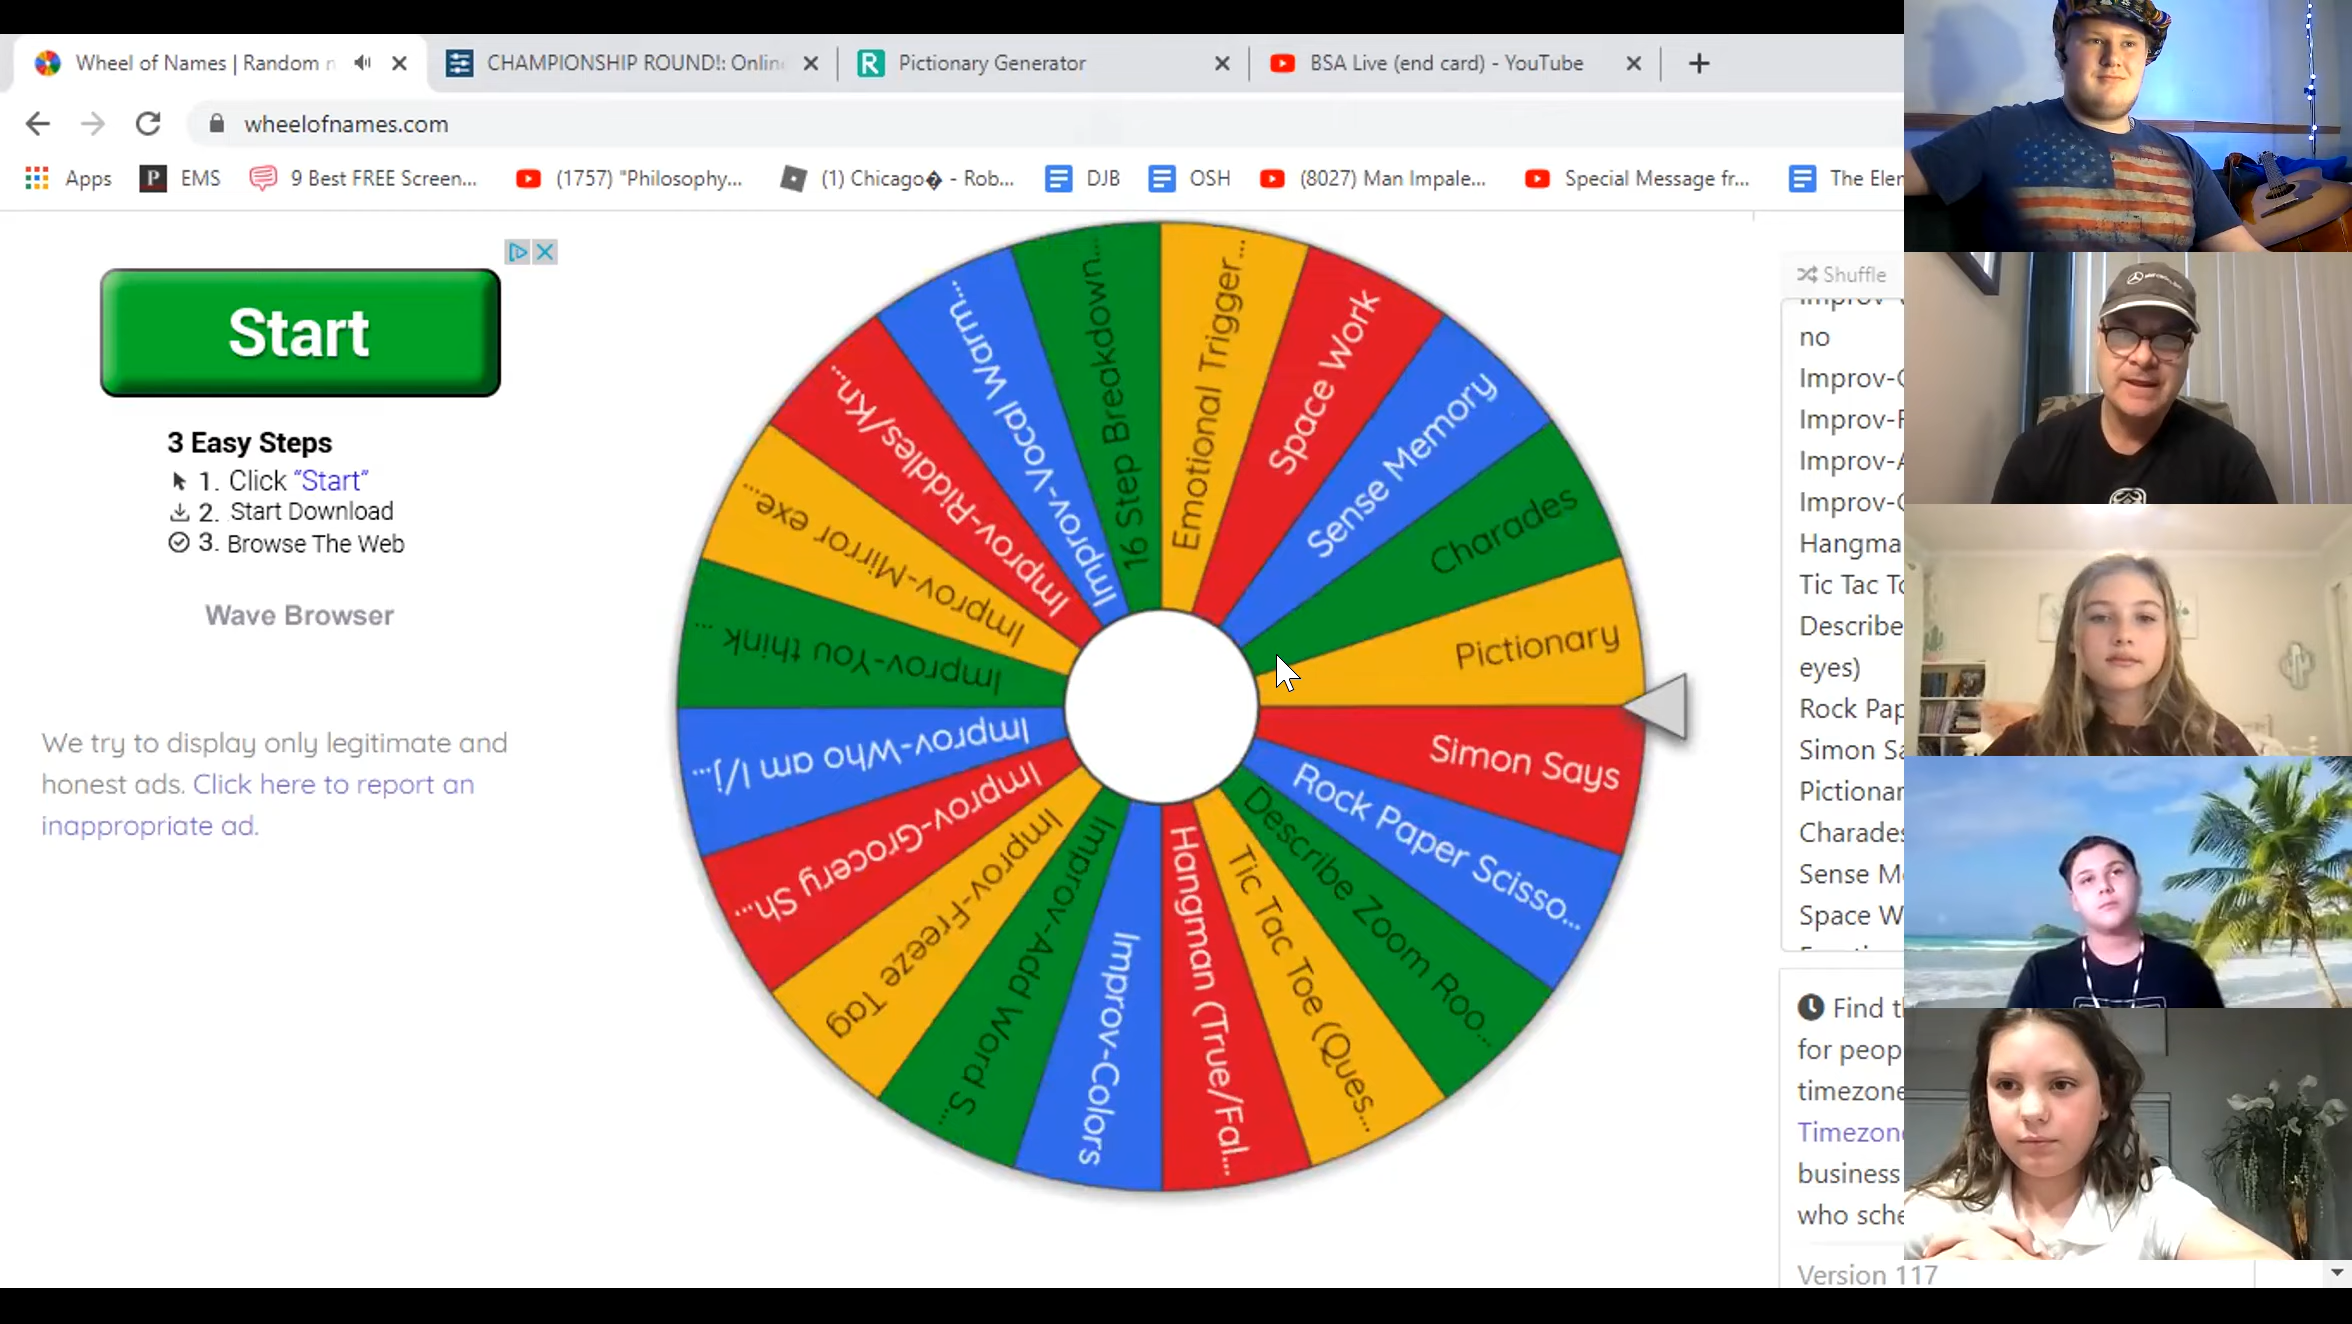 Wheel of Names | Random n
CHAMPIONSHIP ROUND!: Onlin
Pictionary Generator
BSA Live (end card) - YouTube
wheelofnames.com
Apps
EMS
9 Best FREE Screen...
(1757) "Philosophy...
(1) Chicago� - Rob...
DJB
OSH
(8027) Man Impale...
Special Message fr...
The Elen
Start
3 Easy Steps
1. Click “Start”
2. Start Download
3. Browse The Web
Wave Browser
We try to display only legitimate and
honest ads. Click here to report an
inappropriate ad.
16 Step Breakdown...
Emotional Trigger...
Space Work
Sense Memory
Charades
Pictionary
Simon Says
Rock Paper Scisso...
Describe Zoom Roo...
Tic Tac Toe (Ques...
Hangman (True/Fal...
Improv-Colors
Improv-Add Word S...
Improv-Freeze Tag
Improv-Grocery Sh...
Improv-Who am I/j...
Improv-You think ...
Improv-Mirror exe...
Improv-Riddles/kn...
Improv-Vocal Warm...
Shuffle
no
Improv-C
Improv-F
Improv-A
Improv-C
Hangma
Tic Tac To
Describe
eyes)
Rock Pap
Simon Sa
Pictionar
Charades
Sense M
Space W
Find th
for peop
timezone
Timezon
business
who sche
Version 117